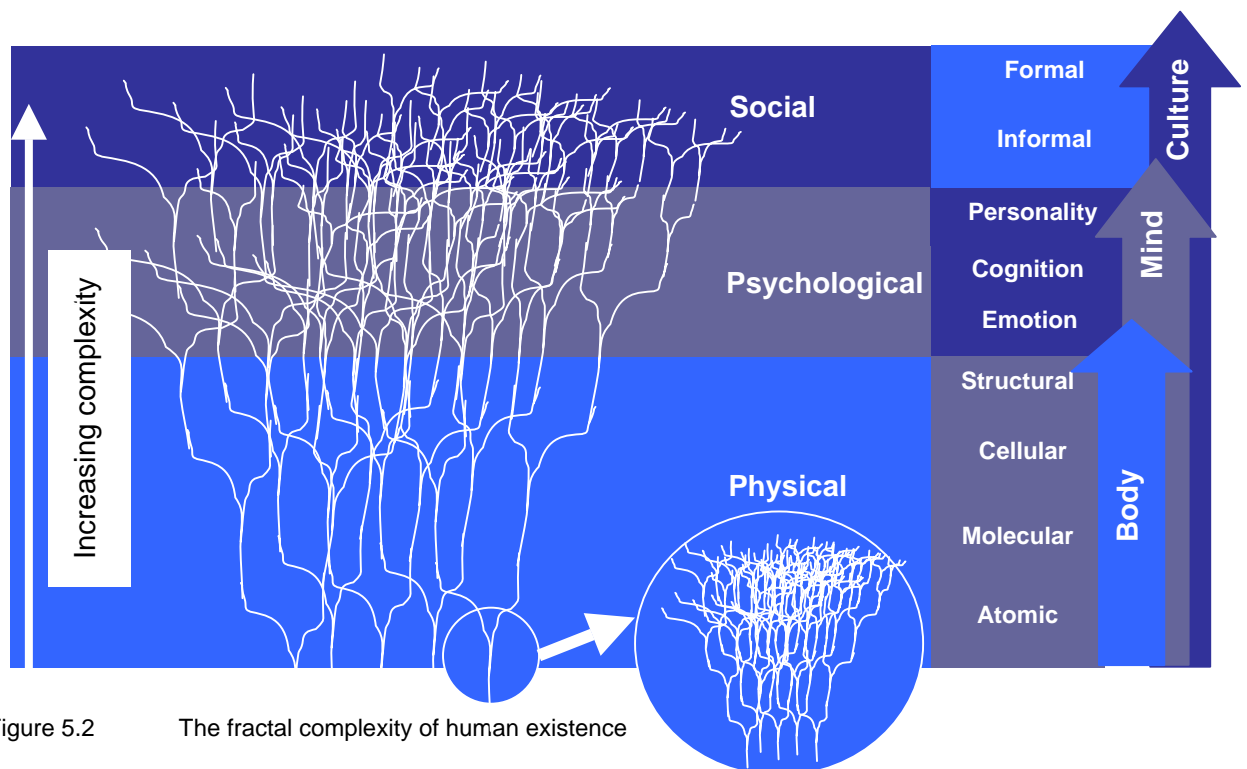 Social
Psychological
Physical
Increasing complexity
Formal
Informal
Personality
Cognition
Emotion
Structural
Cellular
Molecular
Atomic
Culture
Mind
Body
igure 5.2 The fractal complexity of human existence